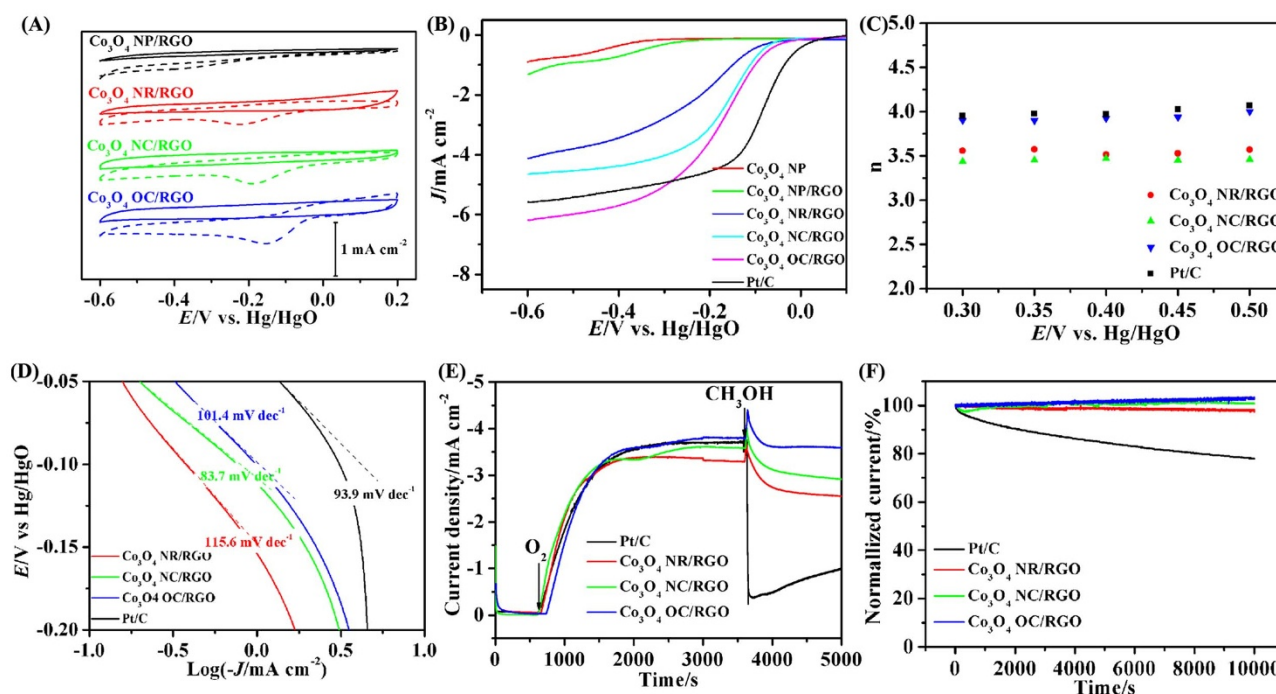 (A)
Co₃O₄ NP/RGO
Co₃O₄ NR/RGO
Co₃O₄ NC/RGO
Co₃O₄ OC/RGO
1 mA cm⁻²
-0.6 -0.4 -0.2 0.0 0.2
E/V vs. Hg/HgO
(B)
0
-2
-4
-6
-8
J/mA cm⁻²
Co₃O₄ NP
Co₃O₄ NP/RGO
Co₃O₄ NR/RGO
Co₃O₄ NC/RGO
Co₃O₄ OC/RGO
Pt/C
-0.6 -0.4 -0.2 0.0
E/V vs. Hg/HgO
(C)
5.0
4.5
4.0
3.5
3.0
2.5
2.0
n
Co₃O₄ NR/RGO
Co₃O₄ NC/RGO
Co₃O₄ OC/RGO
Pt/C
0.30 0.35 0.40 0.45 0.50
E/V vs. Hg/HgO
(D)
-0.05
-0.10
-0.15
-0.20
E/V vs Hg/HgO
101.4 mV dec⁻¹
83.7 mV dec⁻¹
93.9 mV dec⁻¹
115.6 mV dec⁻¹
Co₃O₄ NR/RGO
Co₃O₄ NC/RGO
Co₃O4 OC/RGO
Pt/C
-1.0 -0.5 0.0 0.5 1.0
Log(-J/mA cm⁻²)
(E)
-5
-4
-3
-2
-1
0
Current density/mA cm⁻²
CH₃OH
O₂
Pt/C
Co₃O₄ NR/RGO
Co₃O₄ NC/RGO
Co₃O₄ OC/RGO
0 1000 2000 3000 4000 5000
Time/s
(F)
120
100
80
60
40
20
0
Normallized current/%
Pt/C
Co₃O₄ NR/RGO
Co₃O₄ NC/RGO
Co₃O₄ OC/RGO
0 2000 4000 6000 8000 10000
Time/s